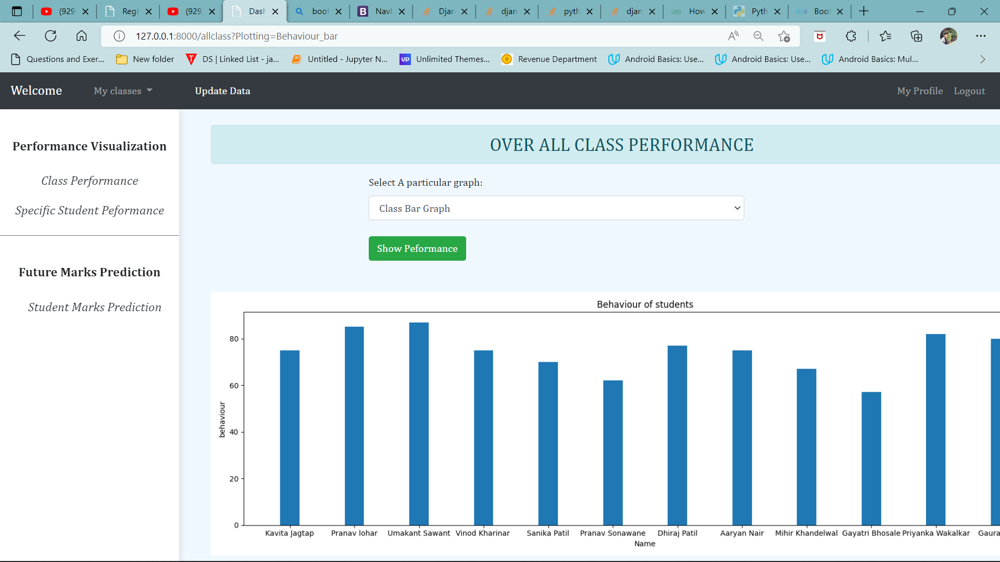 (929
Regi
(929
Dash
boot
Navb
Djan
djan
pyth
djan
How
Pyth
Boot
127.0.0.1:8000/allclass?Plotting=Behaviour_bar
Questions and Exer...
New folder
DS | Linked List - ja...
Untitled - Jupyter N...
Unlimited Themes...
Revenue Department
Android Basics: Use...
Android Basics: Use...
Android Basics: Mul...
Welcome
My classes
Update Data
My Profile
Logout
Performance Visualization
Class Performance
Specific Student Peformance
Future Marks Prediction
Student Marks Prediction
OVER ALL CLASS PERFORMANCE
Select A particular graph:
Class Bar Graph
Show Peformance
Behaviour of students
80
60
40
20
0
behaviour
Kavita Jagtap
Pranav lohar
Umakant Sawant
Vinod Kharinar
Sanika Patil
Pranav Sonawane
Dhiraj Patil
Aaryan Nair
Mihir Khandelwal
Gayatri Bhosale
Priyanka Wakalkar
Gaura
Name